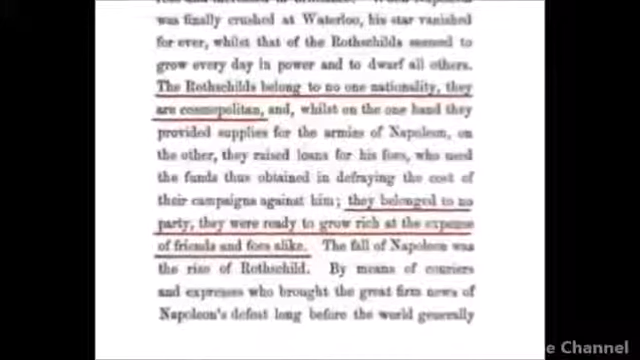 was finally crushed at Waterloo, his star vanished
for ever, whilst that of the Rothschilds seemed to
grow every day in power and to dwarf all others.
The Rothschilds belong to no one nationality, they
are cosmopolitan, and, whilst on the one hand they
provided supplies for the armies of Napoleon, on
the other, they raised loans for his foes, who used
the funds thus obtained in defraying the cost of
their campaigns against him; they belonged to no
party, they were ready to grow rich at the expense
of friends and foes alike. The fall of Napoleon was
the rise of Rothschild. By means of couriers
and expresses who brought the great firm news of
Napoleon's defeat long before the world generally
e Channel